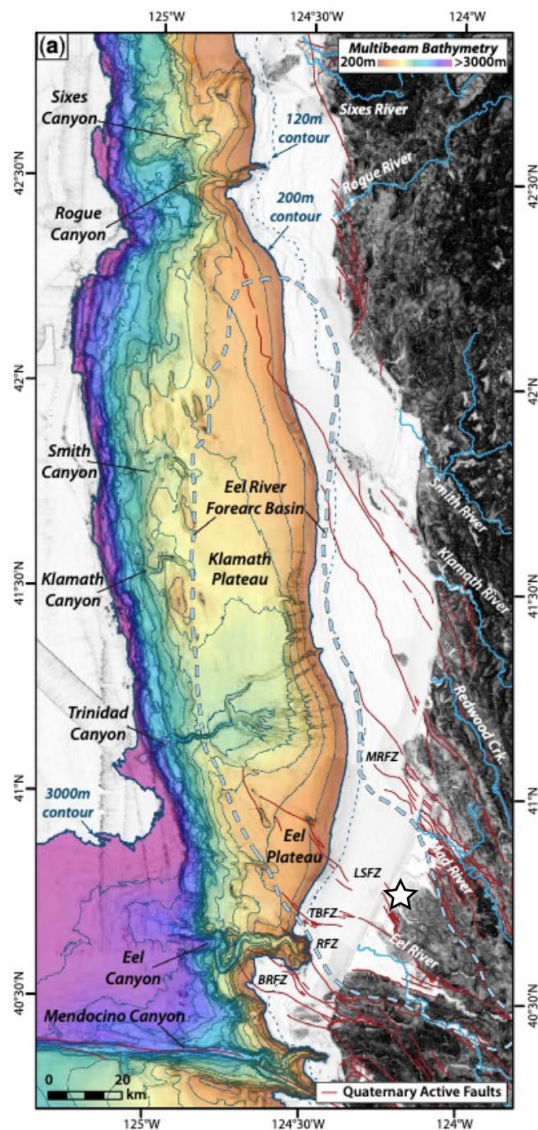 125°W
124°30'W
124°W
(a)
Multibeam Bathymetry
200m
>3000m
Sixes
Canyon
Sixes River
120m
contour
Rogue River
42°30'N
42°30'N
Rogue
Canyon
200m
contour
42°N
42°N
Smith
Canyon
Smith River
Eel River
Forearc Basin
Klamath
Plateau
Klamath
Canyon
Klamath River
41°30'N
41°30'N
Redwood Crk.
Trinidad
Canyon
MRFZ
3000m
contour
41°N
41°N
Eel
Plateau
Mad River
LSFZ
TBFZ
Eel River
RFZ
Eel
Canyon
BRFZ
40°30'N
40°30'N
Mendocino Canyon
0
20
km
Quaternary Active Faults
125°W
124°30'W
124°W